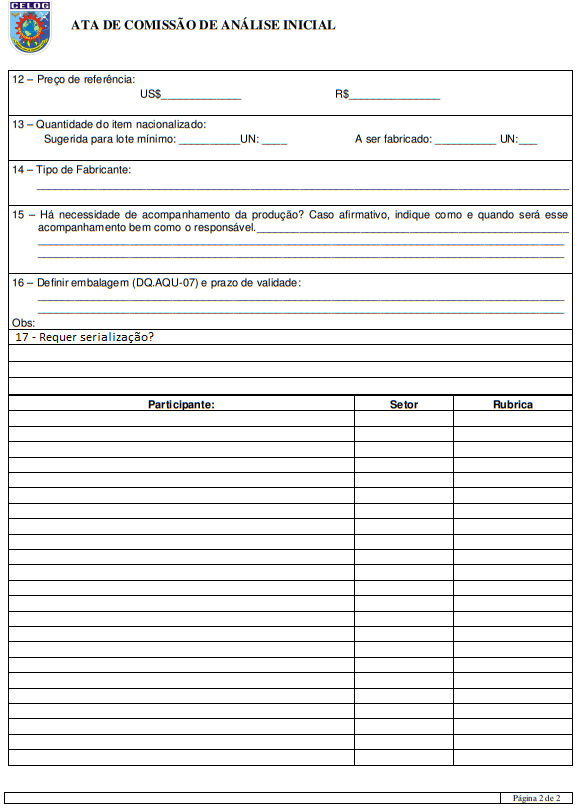 CELOG
ATA DE COMISSÃO DE ANÁLISE INICIAL
12 – Preço de referência:
US$_____________ R$_______________
13 – Quantidade do item nacionalizado:
Sugerida para lote mínimo: __________UN: ____ A ser fabricado: __________ UN:___
14 – Tipo de Fabricante:
15 – Há necessidade de acompanhamento da produção? Caso afirmativo, indique como e quando será esse
acompanhamento bem como o responsável.
16 – Definir embalagem (DQ.AQU-07) e prazo de validade:
Obs:
17 - Requer serialização?
Participante: Setor Rubrica
Página 2 de 2